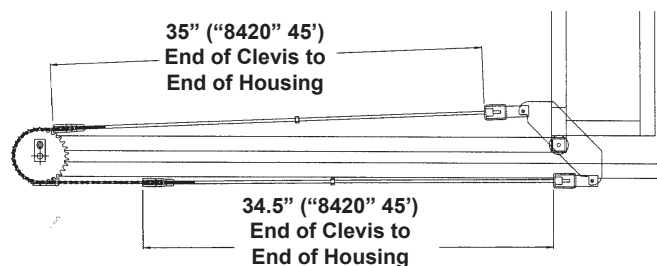 35” (“8420” 45’)
End of Clevis to
End of Housing
34.5” (“8420” 45’)
End of Clevis to
End of Housing